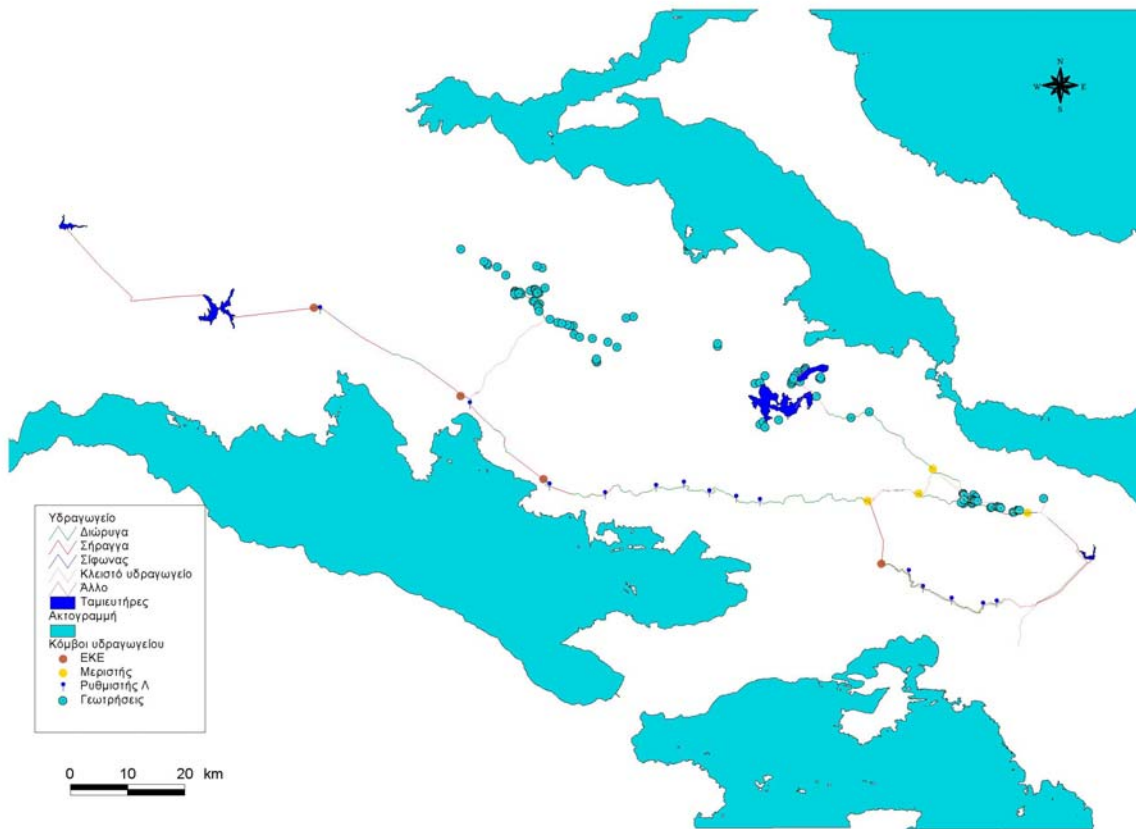 N
W E
S
Υδραγωγείο
Διώρυγα
Σήραγγα
Σίφωνας
Κλειστό υδραγωγείο
Άλλο
Ταμιευτήρες
Ακτογραμμή
Κόμβοι υδραγωγείου
ΕΚΕ
Μεριστής
Ρυθμιστής Λ
Γεωτρήσεις
0 10 20 km